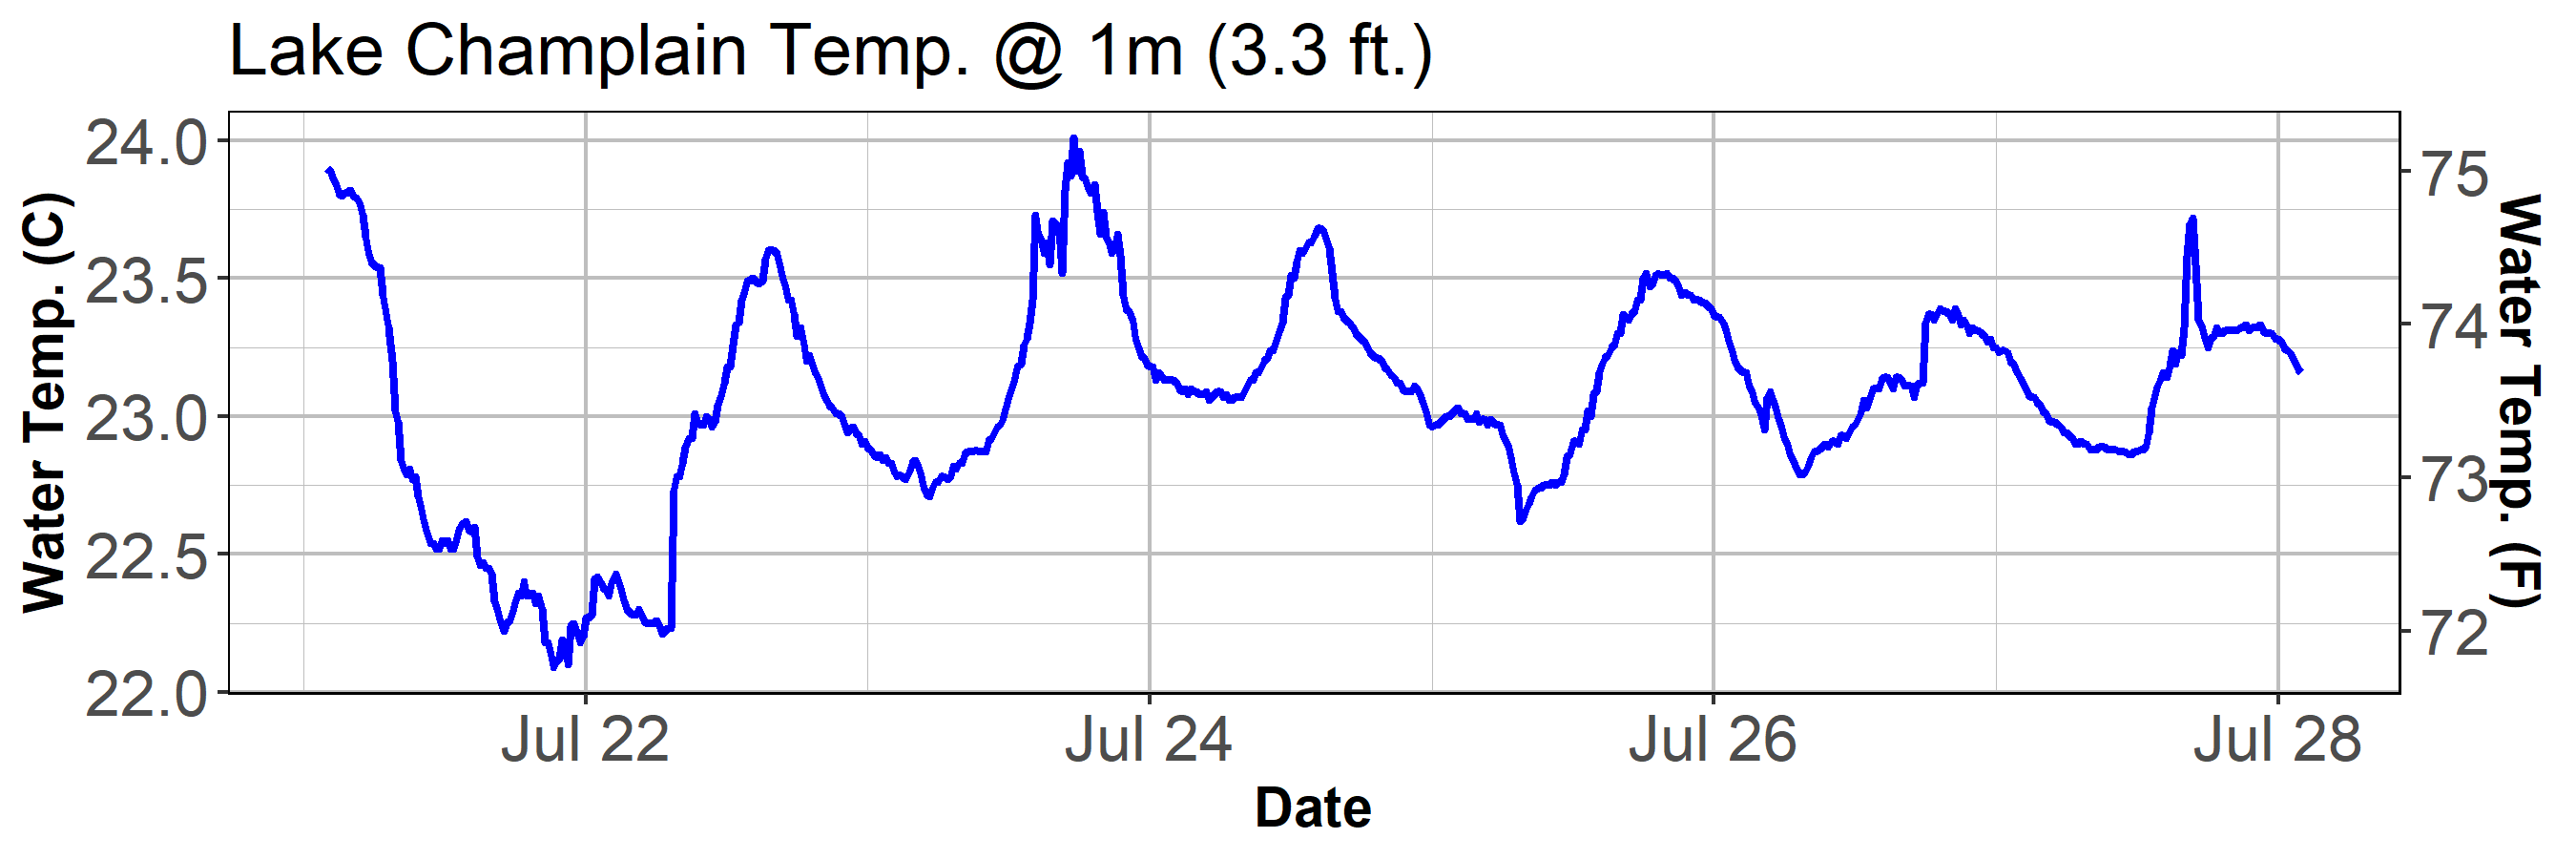 Lake Champlain Temp. @ 1m (3.3 ft.)
Water Temp. (C)
24.0
23.5
23.0
22.5
22.0
75
74
73
72
Water Temp. (F)
Jul 22
Jul 24
Jul 26
Jul 28
Date